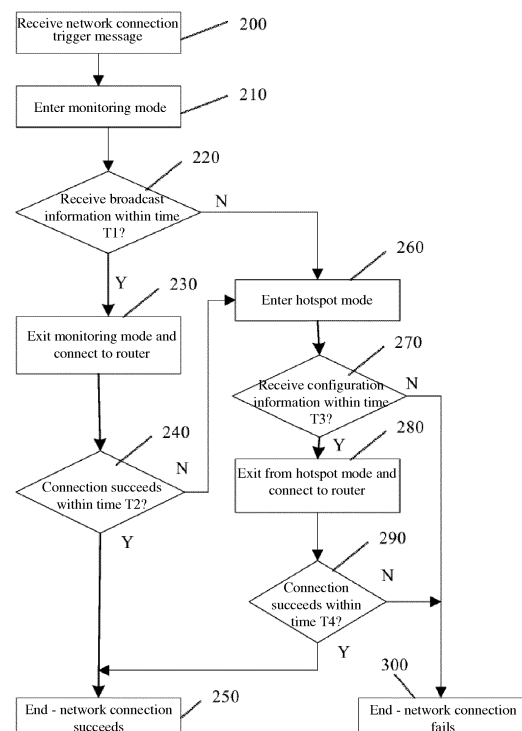 Receive network connection
trigger message
200
Enter monitoring mode
210
220
Receive broadcast
information within time
T1?
N
Y
230
Exit monitoring mode and
connect to router
260
Enter hotspot mode
270
Receive configuration
information within time
T3?
N
Y
240
Connection succeeds
within time T2?
N
Y
280
Exit from hotspot mode and
connect to router
290
Connection
succeeds within
time T4?
N
Y
250
End - network connection
succeeds
300
End - network connection
fails